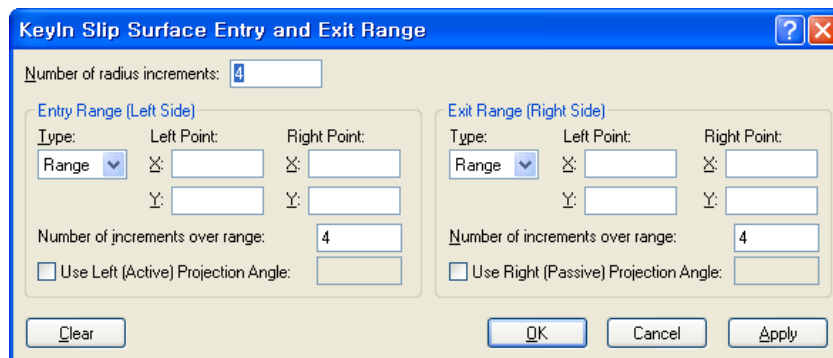 KeyIn Slip Surface Entry and Exit Range
Number of radius increments: 4
Entry Range (Left Side)
Type: Left Point: Right Point:
Range X: X:
Y: Y:
Number of increments over range: 4
Use Left (Active) Projection Angle:
Exit Range (Right Side)
Type: Left Point: Right Point:
Range X: X:
Y: Y:
Number of increments over range: 4
Use Right (Passive) Projection Angle:
Clear OK Cancel Apply